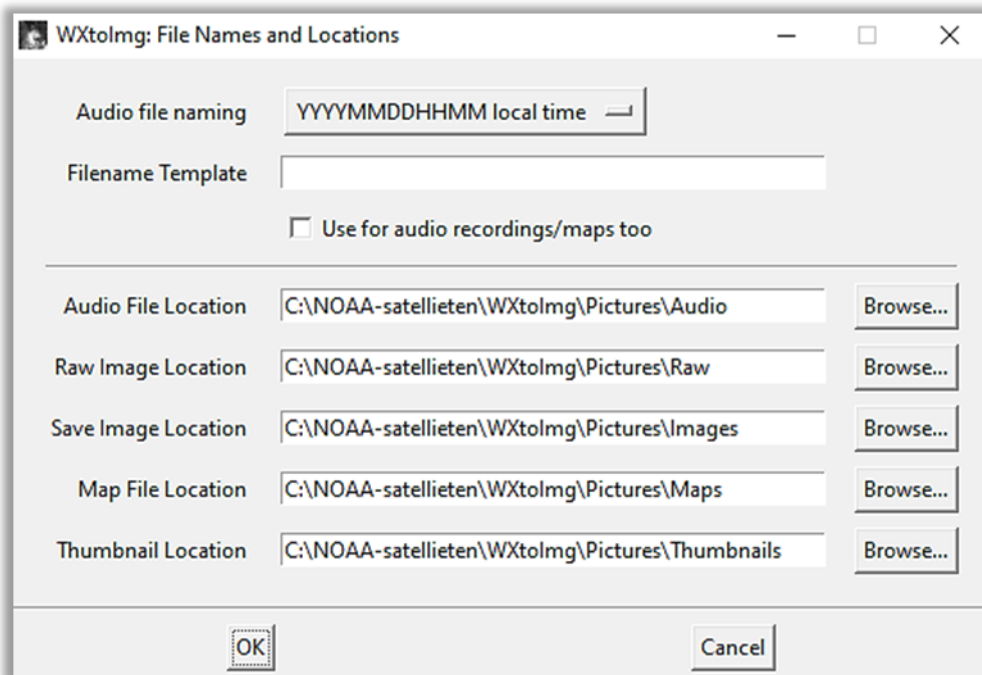 WXtoImg: File Names and Locations
Audio file naming YYYYMMDDHHMM local time
Filename Template
Use for audio recordings/maps too
Audio File Location C:\NOAA-satellieten\WXtoImg\Pictures\Audio Browse...
Raw Image Location C:\NOAA-satellieten\WXtoImg\Pictures\Raw Browse...
Save Image Location C:\NOAA-satellieten\WXtoImg\Pictures\Images Browse...
Map File Location C:\NOAA-satellieten\WXtoImg\Pictures\Maps Browse...
Thumbnail Location C:\NOAA-satellieten\WXtoImg\Pictures\Thumbnails Browse...
OK Cancel